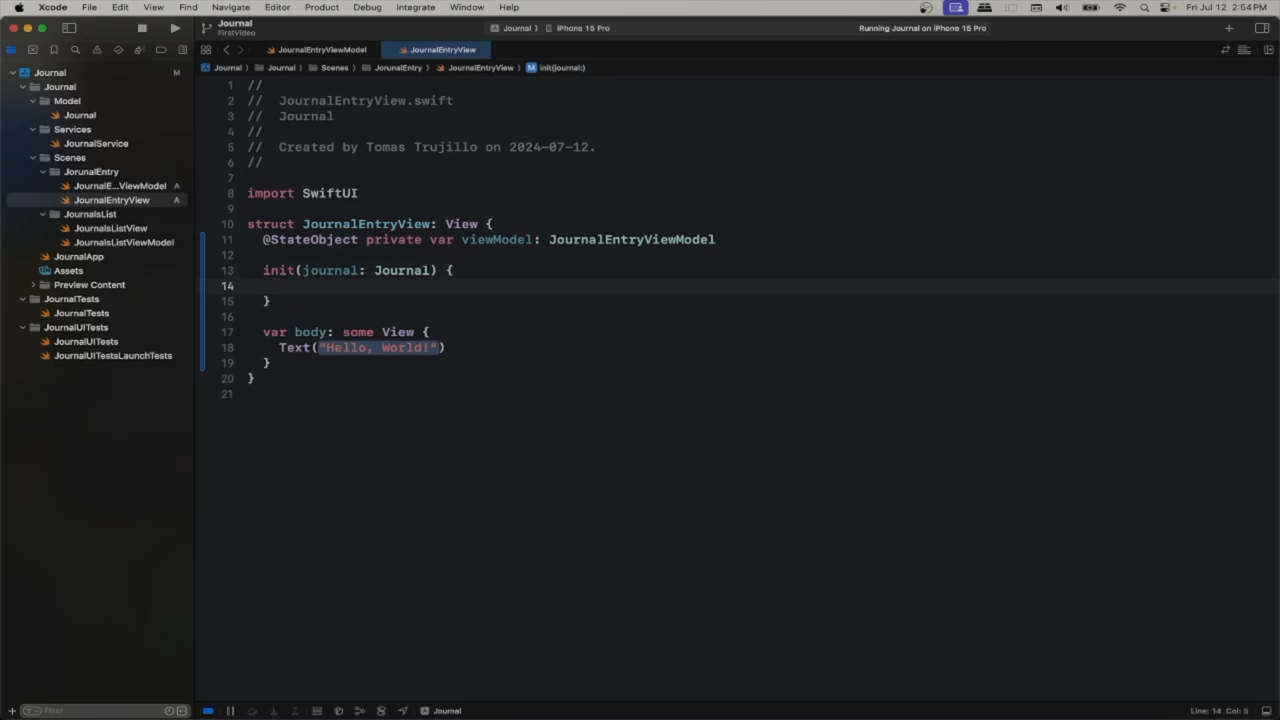 Xcode File Edit View Find Navigate Editor Product Debug Integrate Window Help Fri Jul 12 2:54 PM
Journal
FirstVideo
Journal iPhone 15 Pro
Running Journal on iPhone 15 Pro
JournalEntryViewModel
JournalEntryView
Journal Journal Scenes JorunalEntry JournalEntryView M init(journal:)
Journal M
Journal
Model
Journal
Services
JournalService
Scenes
JorunalEntry
JournalE...ViewModel A
JournalEntryView A
JournalsList
JournalsListView
JournalsListViewModel
JournalApp
Assets
Preview Content
JournalTests
JournalTests
JournalUITests
JournalUITests
JournalUITestsLaunchTests
Filter
1 //
2 // JournalEntryView.swift
3 // Journal
4 //
5 // Created by Tomas Trujillo on 2024-07-12.
6 //
7
8 import SwiftUI
9
10 struct JournalEntryView: View {
11 @StateObject private var viewModel: JournalEntryViewModel
12
13 init(journal: Journal) {
14
15 }
16
17 var body: some View {
18 Text("Hello, World!")
19 }
20 }
21
Journal
Line: 14 Col: 5